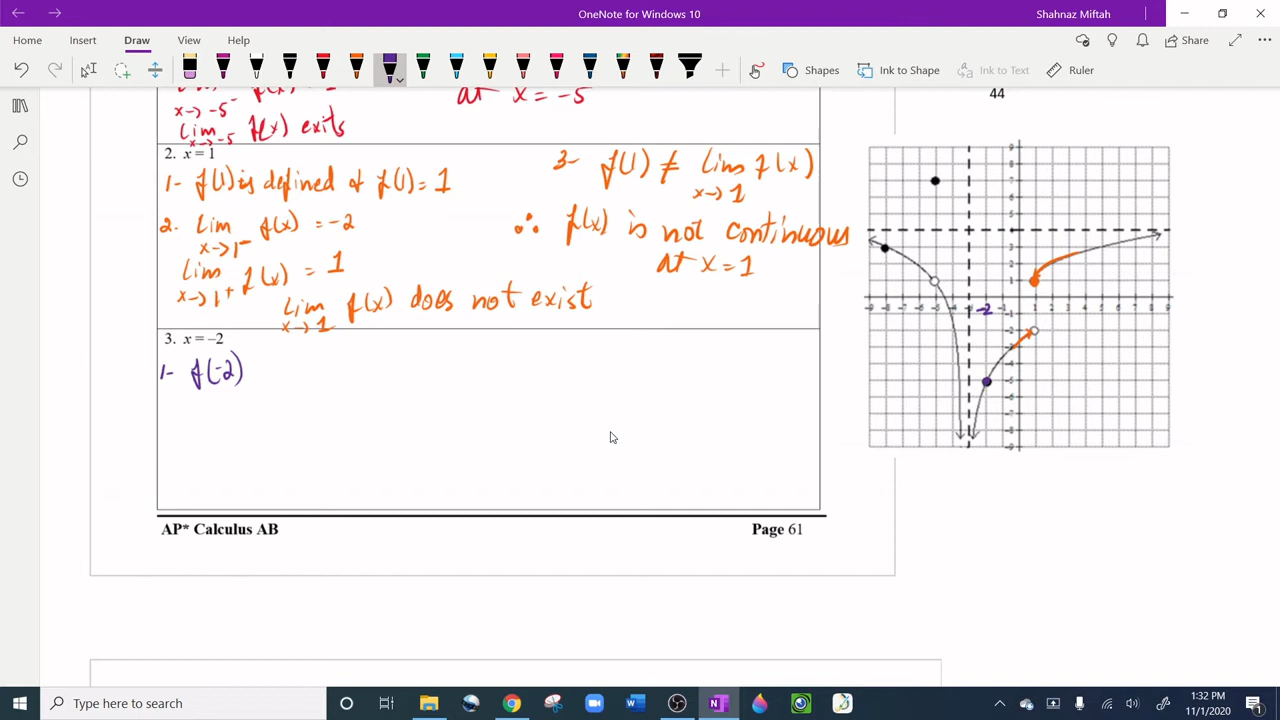 OneNote for Windows 10
Shahnaz Miftah
Home Insert Draw View Help
Share
Shapes
Ink to Shape
Ink to Text
Ruler
44
x→-5⁻
at x = -5
lim f(x) exits
x→-5
2. x = 1
1- f(1) is defined at f(1) = 1
2. lim f(x) = -2
x→1⁻
lim f(x) = 1
x→1⁺
lim f(x) does not exist
x→1
3- f(1) ≠ lim f(x)
x→1
∴ f(x) is not continuous
at x = 1
3. x = –2
1- f(-2)
-2
AP* Calculus AB Page 61
Type here to search
1:32 PM
11/1/2020